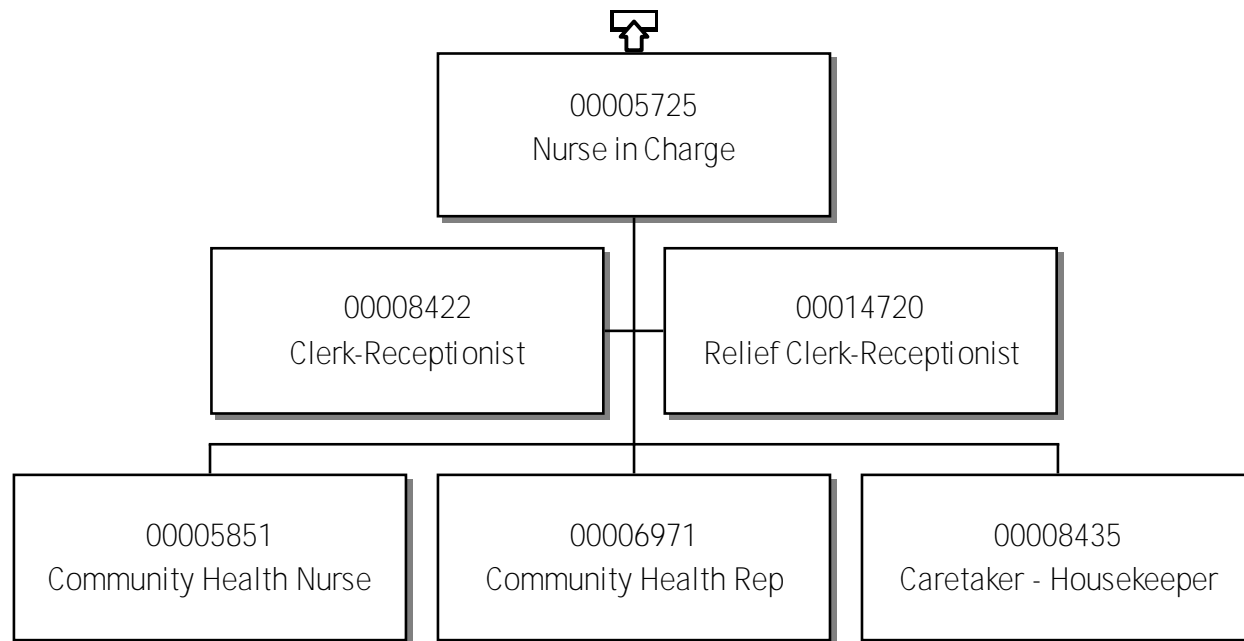 00005725
Nurse in Charge
00008422
Clerk-Receptionist
00014720
Relief Clerk-Receptionist
00005851
Community Health Nurse
00006971
Community Health Rep
00008435
Caretaker - Housekeeper